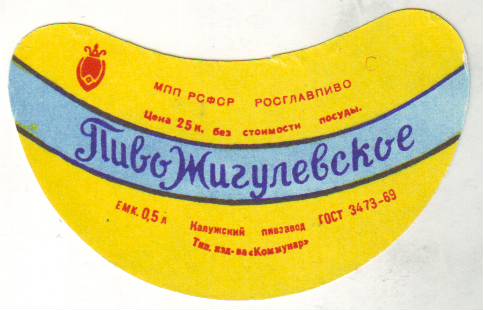 МПП РСФСР РОСГЛАВПИВО
Цена 25 к. без стоимости посуды.
Пиво Жигулевское
ЕМК. 0,5 л Калужский пивзавод ГОСТ 3473-69
Тип. изд-ва «Коммунар»